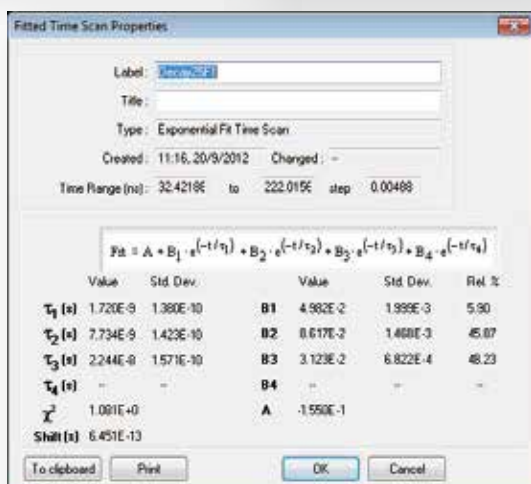 Fitted Time Scan Properties
Label:
Title:
Type: Exponential Fit Time Scan
Created: 11:16, 20/9/2012 Changed: -
Time Range (ns): 32.4218E to 222.015E step 0.00488
Fit = A + B₁·e^(-t/τ₁) + B₂·e^(-t/τ₂) + B₃·e^(-t/τ₃) + B₄·e^(-t/τ₄)
Value Std. Dev. Value Std. Dev. Rel. %
τ₁(s) 1.720E-9 1.380E-10 B1 4.982E-2 1.999E-3 5.90
τ₂(s) 7.734E-9 1.423E-10 B2 8.617E-2 1.468E-3 45.87
τ₃(s) 2.244E-8 1.571E-10 B3 3.123E-2 6.822E-4 48.23
τ₄(s) - - B4 - - -
χ² 1.081E+0 A -1.550E-1
Shift(s) 6.451E-13
To clipboard Print OK Cancel